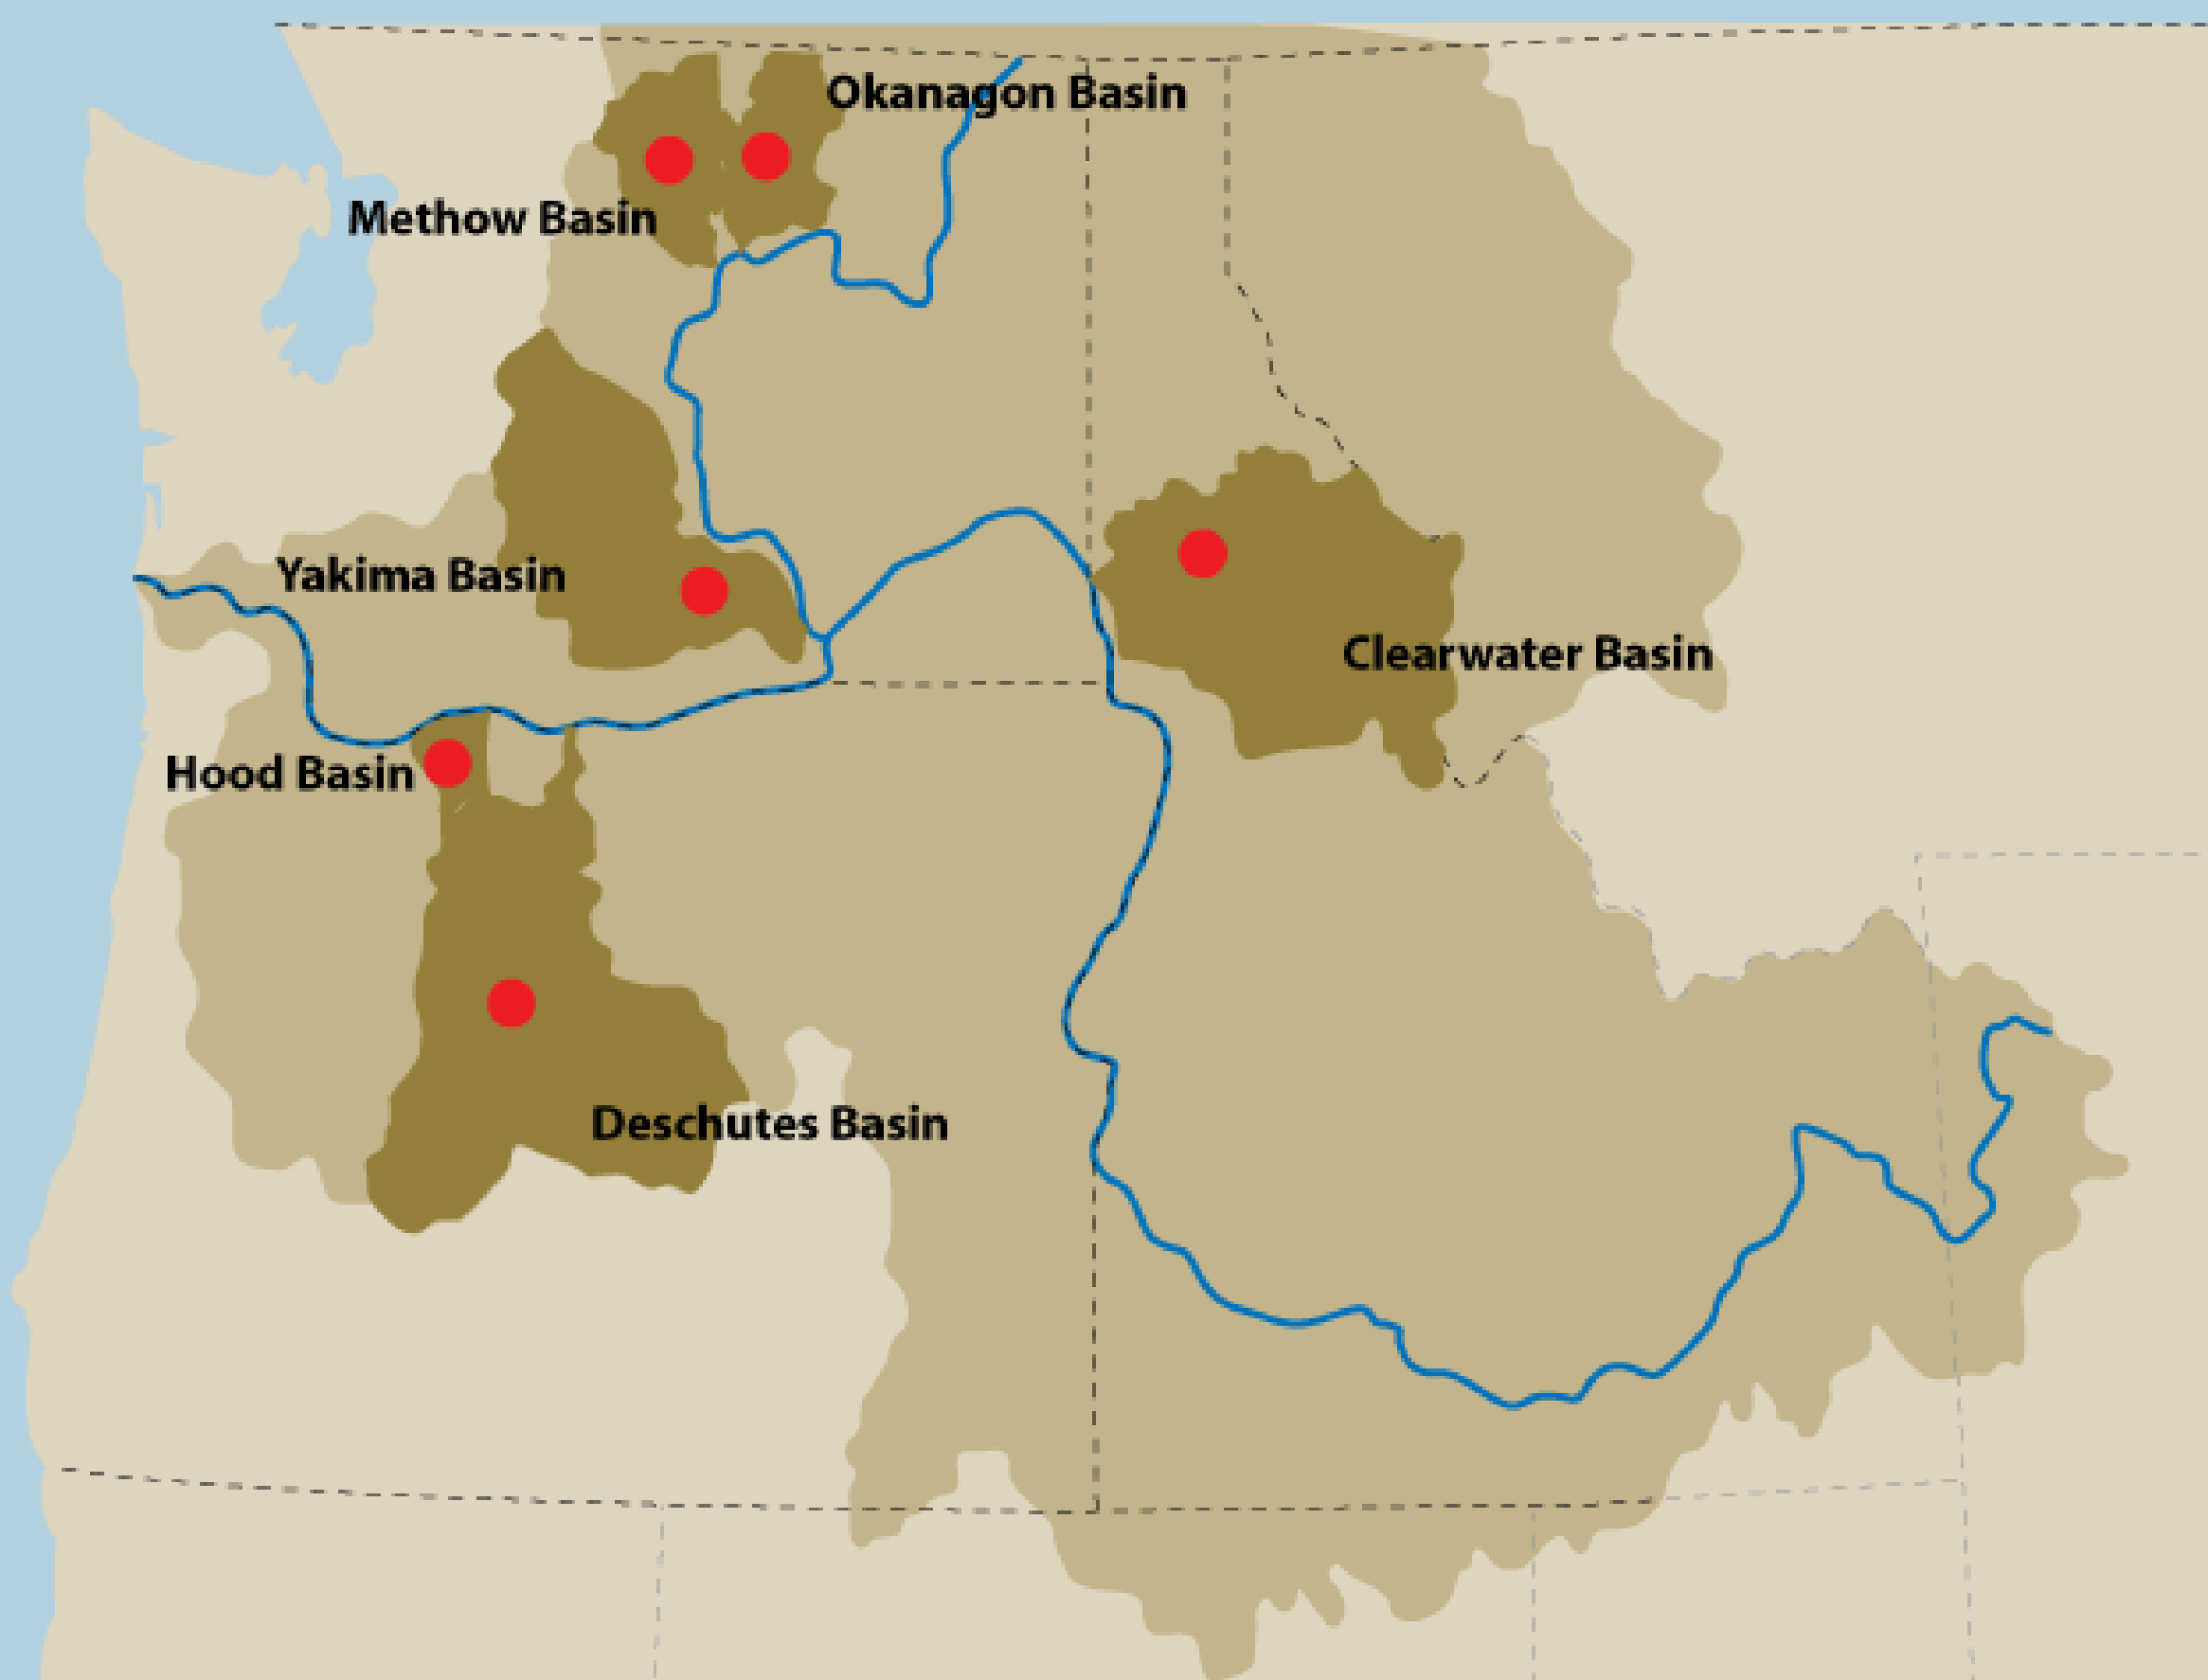 Okanagon Basin
Methow Basin
Yakima Basin
Clearwater Basin
Hood Basin
Deschutes Basin